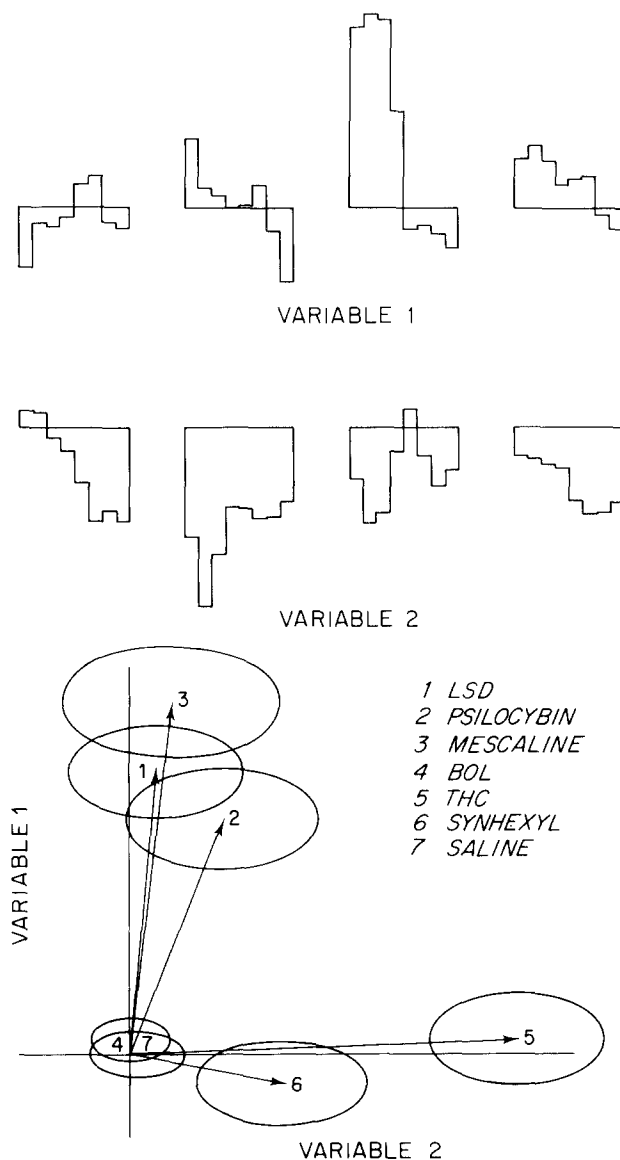 VARIABLE 1
VARIABLE 2
3
1
2
1 LSD
2 PSILOCYBIN
3 MESCALINE
4 BOL
5 THC
6 SYNHEXYL
7 SALINE
VARIABLE 1
4 7
5
6
VARIABLE 2